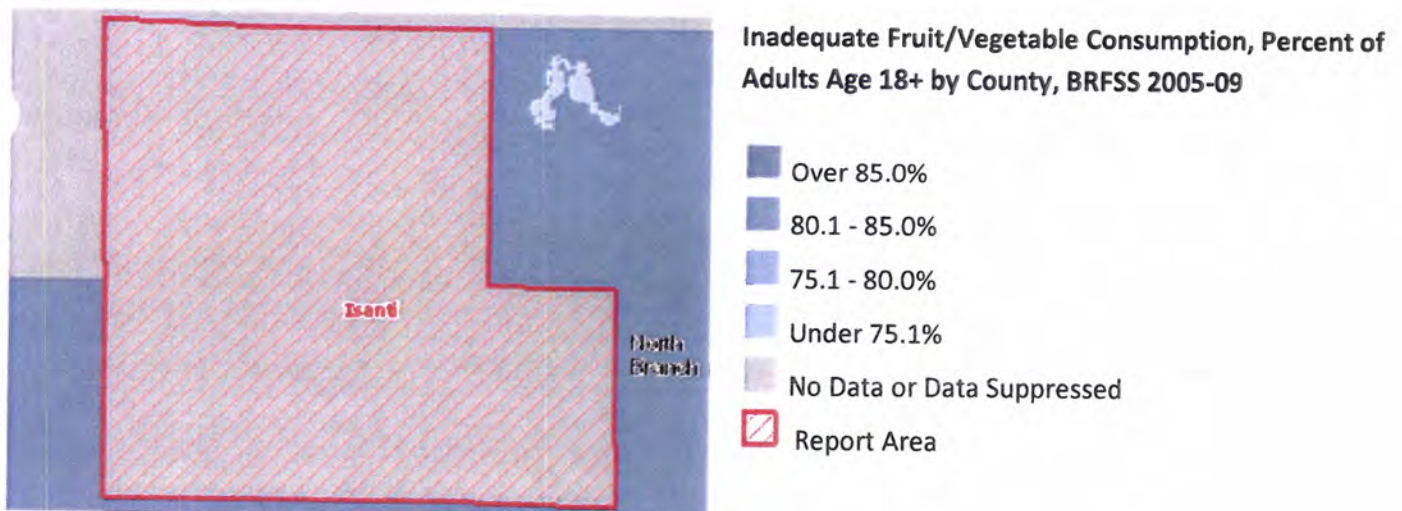 Inadequate Fruit/Vegetable Consumption, Percent of
Adults Age 18+ by County, BRFSS 2005-09
Over 85.0%
80.1 - 85.0%
75.1 - 80.0%
Under 75.1%
No Data or Data Suppressed
Report Area
Isanti
North
Branch